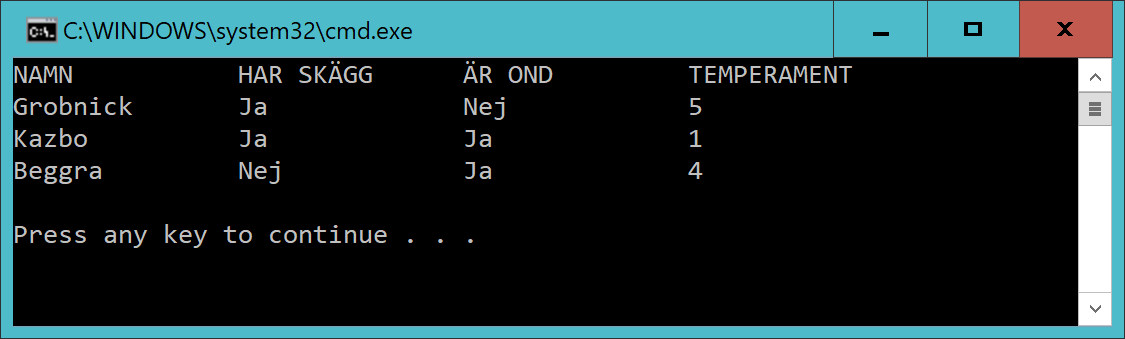 C:\WINDOWS\system32\cmd.exe
NAMN HAR SKÄGG ÄR OND TEMPERAMENT
Grobnick Ja Nej 5
Kazbo Ja Ja 1
Beggra Nej Ja 4
Press any key to continue . . .